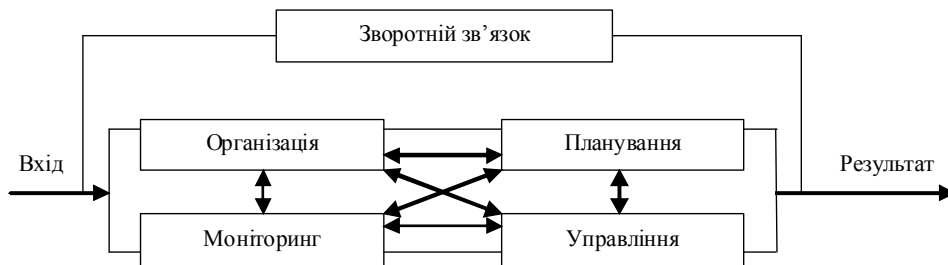 Зворотній зв’язок
Організація
Планування
Вхід
Результат
Моніторинг
Управління